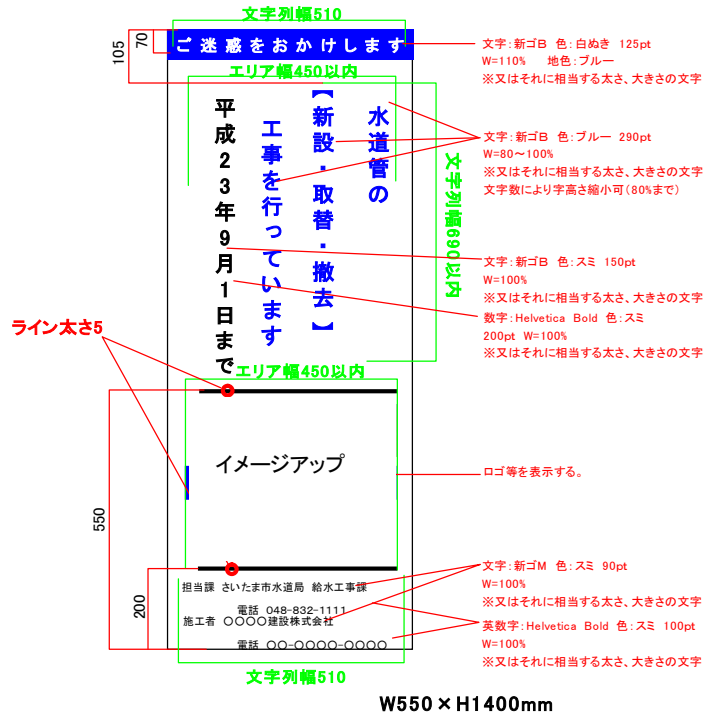 文字列幅510
105
70
ご迷惑をおかけします
エリア幅450以内
水道管の
【新設・取替・撤去】
工事を行っています
平成23年9月1日まで
文字列幅690以内
ライン太さ5
エリア幅450以内
イメージアップ
550
200
担当課 さいたま市水道局 給水工事課
電話 048-832-1111
施工者 〇〇〇〇建設株式会社
電話 〇〇-〇〇〇〇-〇〇〇〇
文字列幅510
W550×H1400mm
文字:新ゴB 色:白ぬき 125pt
W=110% 地色:ブルー
※又はそれに相当する太さ、大きさの文字
文字:新ゴB 色:ブルー 290pt
W=80～100%
※又はそれに相当する太さ、大きさの文字
文字数により字高さ縮小可(80%まで)
文字:新ゴB 色:スミ 150pt
W=100%
※又はそれに相当する太さ、大きさの文字
数字:Helvetica Bold 色:スミ
200pt W=100%
※又はそれに相当する太さ、大きさの文字
ロゴ等を表示する。
文字:新ゴM 色:スミ 90pt
W=100%
※又はそれに相当する太さ、大きさの文字
英数字:Helvetica Bold 色:スミ 100pt
W=100%
※又はそれに相当する太さ、大きさの文字